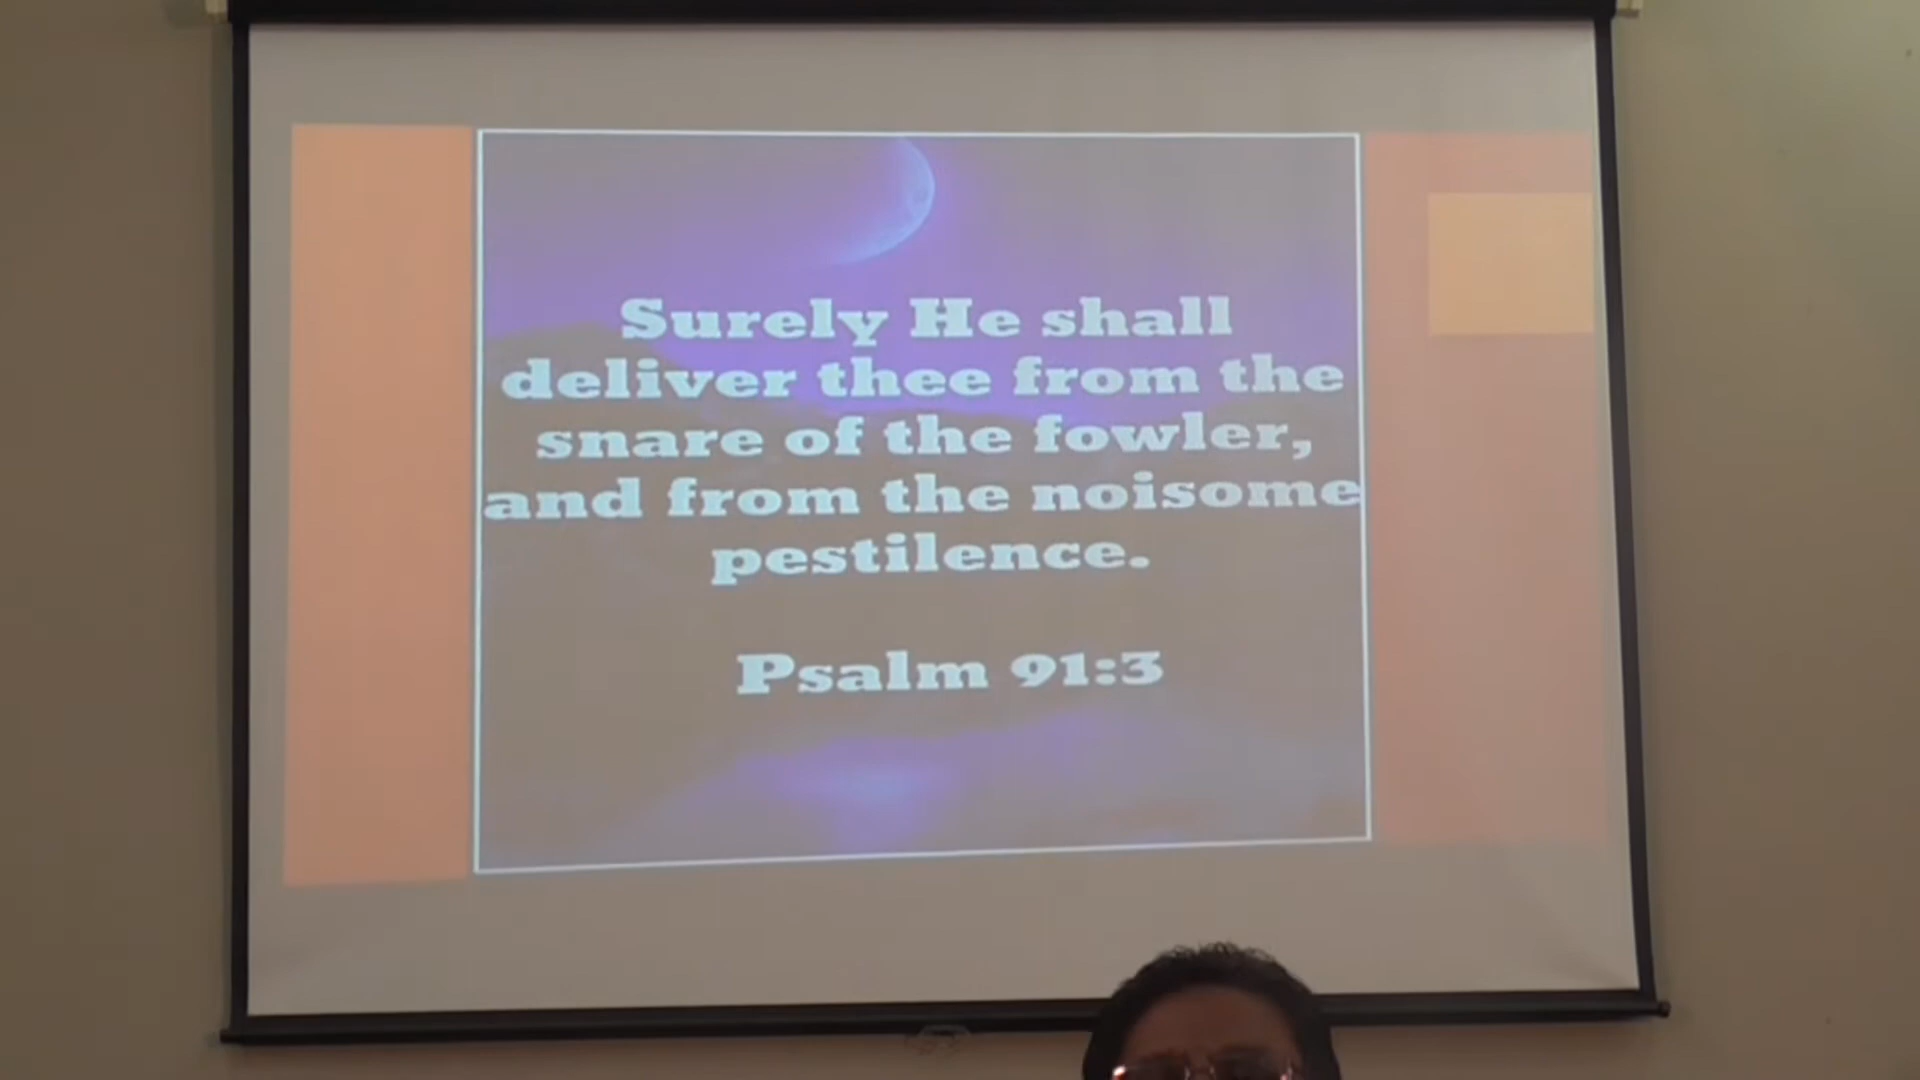 Surely He shall
deliver thee from the
snare of the fowler,
and from the noisome
pestilence.
Psalm 91:3